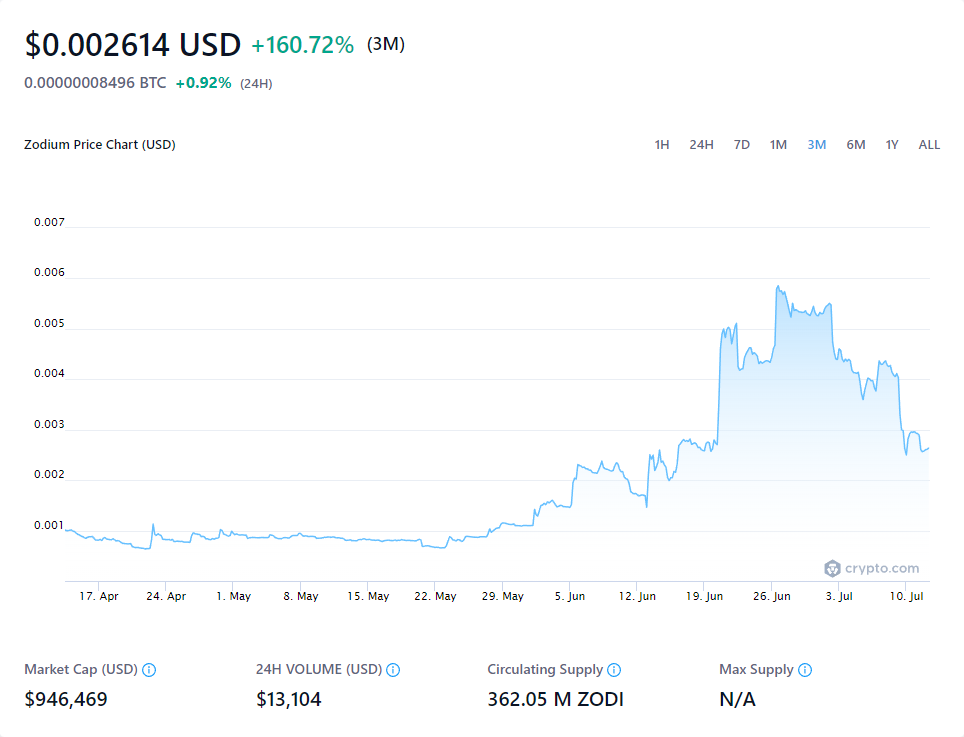 $0.002614 USD +160.72% (3M)
0.00000008496 BTC +0.92% (24H)
Zodium Price Chart (USD) 1H 24H 7D 1M 3M 6M 1Y ALL
0.007
0.006
0.005
0.004
0.003
0.002
0.001
crypto.com
17. Apr 24. Apr 1. May 8. May 15. May 22. May 29. May 5. Jun 12. Jun 19. Jun 26. Jun 3. Jul 10. Jul
Market Cap (USD) 24H VOLUME (USD) Circulating Supply Max Supply
$946,469 $13,104 362.05 M ZODI N/A